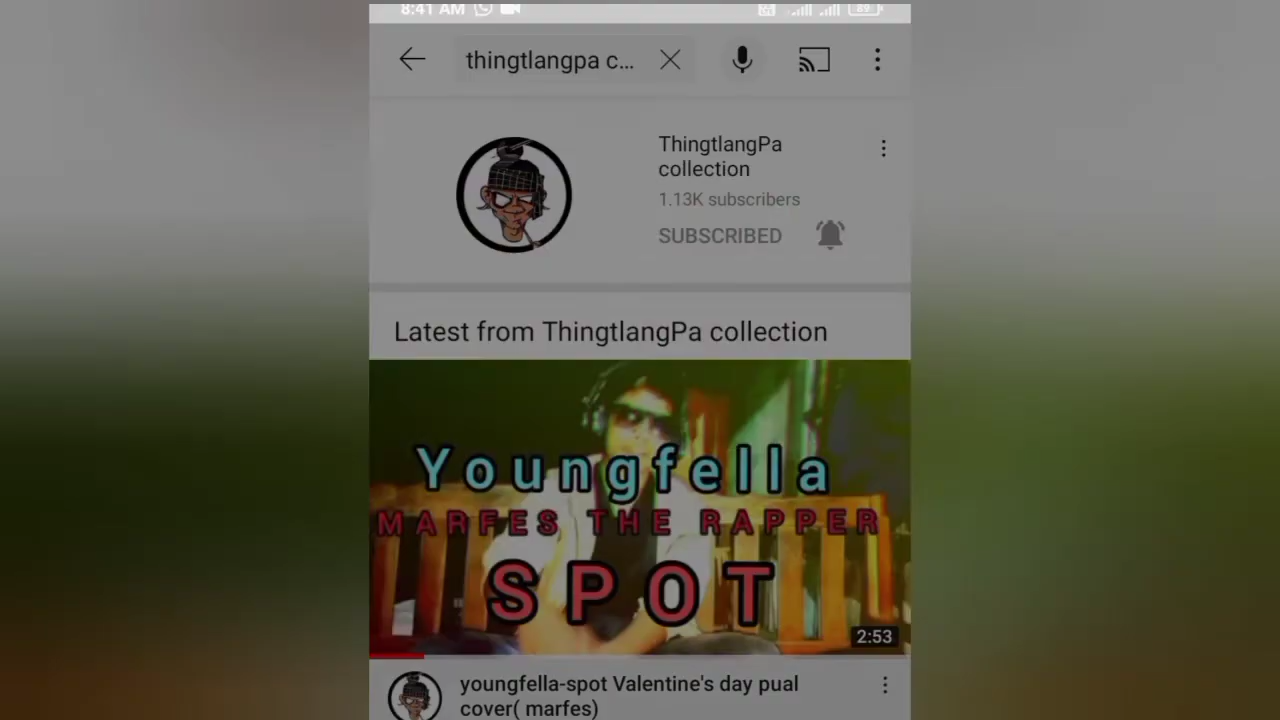 8:41 AM
89
thingtlangpa c...
ThingtlangPa
collection
1.13K subscribers
SUBSCRIBED
Latest from ThingtlangPa collection
Youngfella
MARFES THE RAPPER
SPOT
2:53
youngfella-spot Valentine's day pual
cover( marfes)